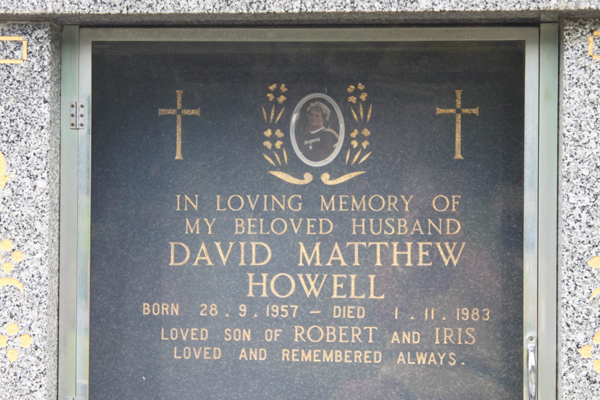 IN LOVING MEMORY OF
MY BELOVED HUSBAND
DAVID MATTHEW
HOWELL
BORN 28.9.1957 – DIED 1.11.1983
LOVED SON OF ROBERT AND IRIS
LOVED AND REMEMBERED ALWAYS.